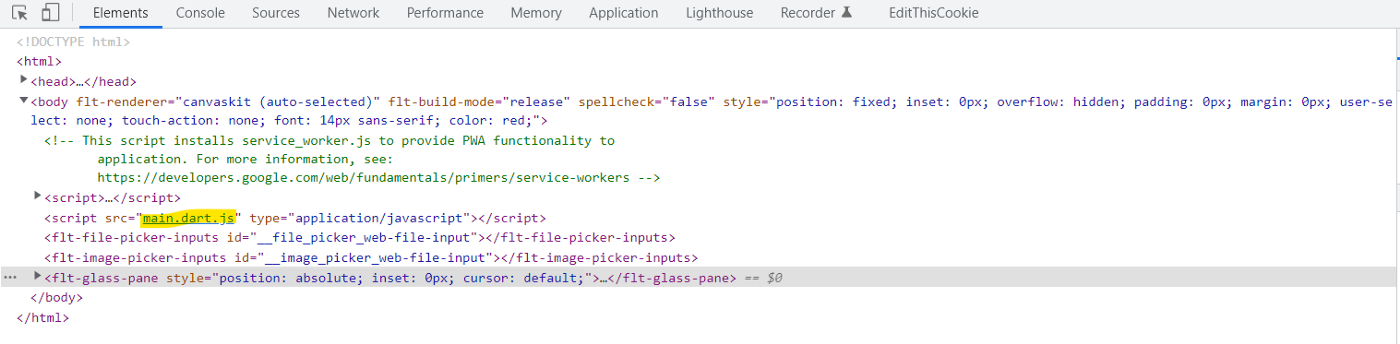 Elements Console Sources Network Performance Memory Application Lighthouse Recorder EditThisCookie
<!DOCTYPE html>
<html>
<head>…</head>
<body flt-renderer="canvaskit (auto-selected)" flt-build-mode="release" spellcheck="false" style="position: fixed; inset: 0px; overflow: hidden; padding: 0px; margin: 0px; user-se
lect: none; touch-action: none; font: 14px sans-serif; color: red;">
<!-- This script installs service_worker.js to provide PWA functionality to
application. For more information, see:
https://developers.google.com/web/fundamentals/primers/service-workers -->
<script>…</script>
<script src="main.dart.js" type="application/javascript"></script>
<flt-file-picker-inputs id="__file_picker_web-file-input"></flt-file-picker-inputs>
<flt-image-picker-inputs id="__image_picker_web-file-input"></flt-image-picker-inputs>
<flt-glass-pane style="position: absolute; inset: 0px; cursor: default;">…</flt-glass-pane> == $0
</body>
</html>